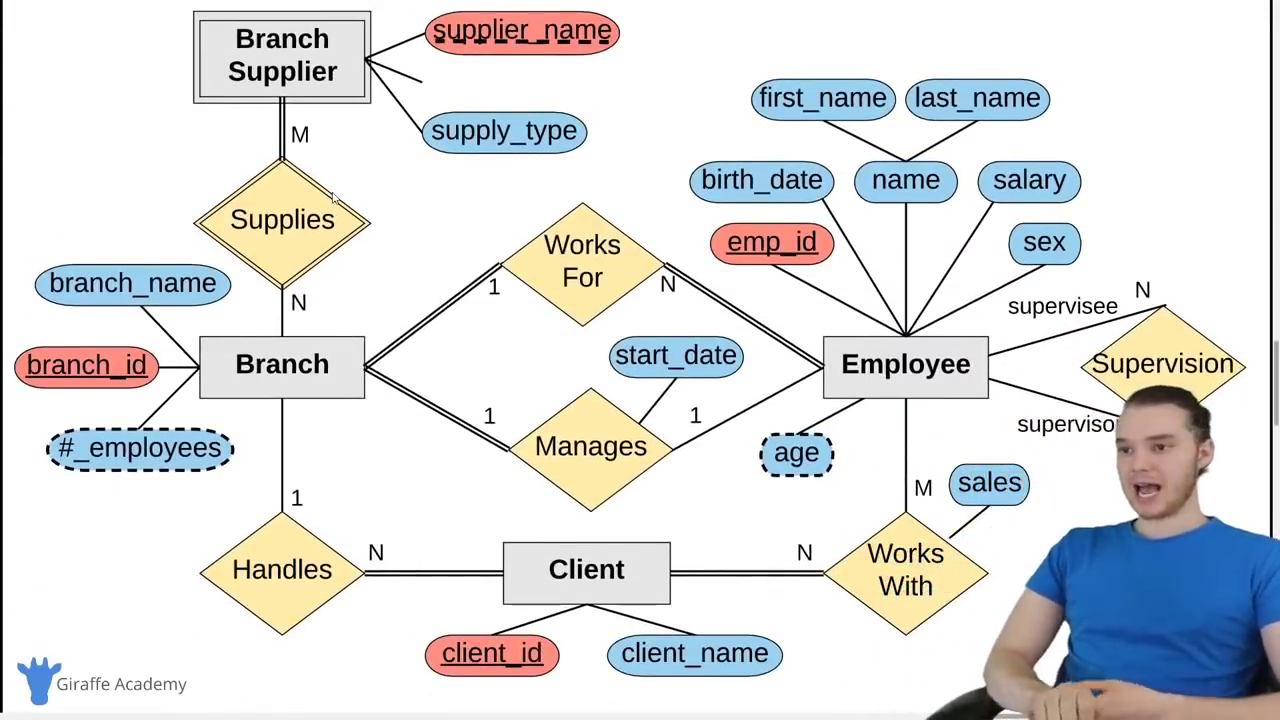 Branch
Supplier
supplier_name
supply_type
M
Supplies
N
first_name
last_name
birth_date
name
salary
emp_id
sex
Works
For
1
N
branch_name
branch_id
#_employees
Branch
start_date
Employee
1
Manages
1
age
supervisee
N
Supervision
supervisor
1
Handles
N
Client
N
M
sales
Works
With
client_id
client_name
Giraffe Academy